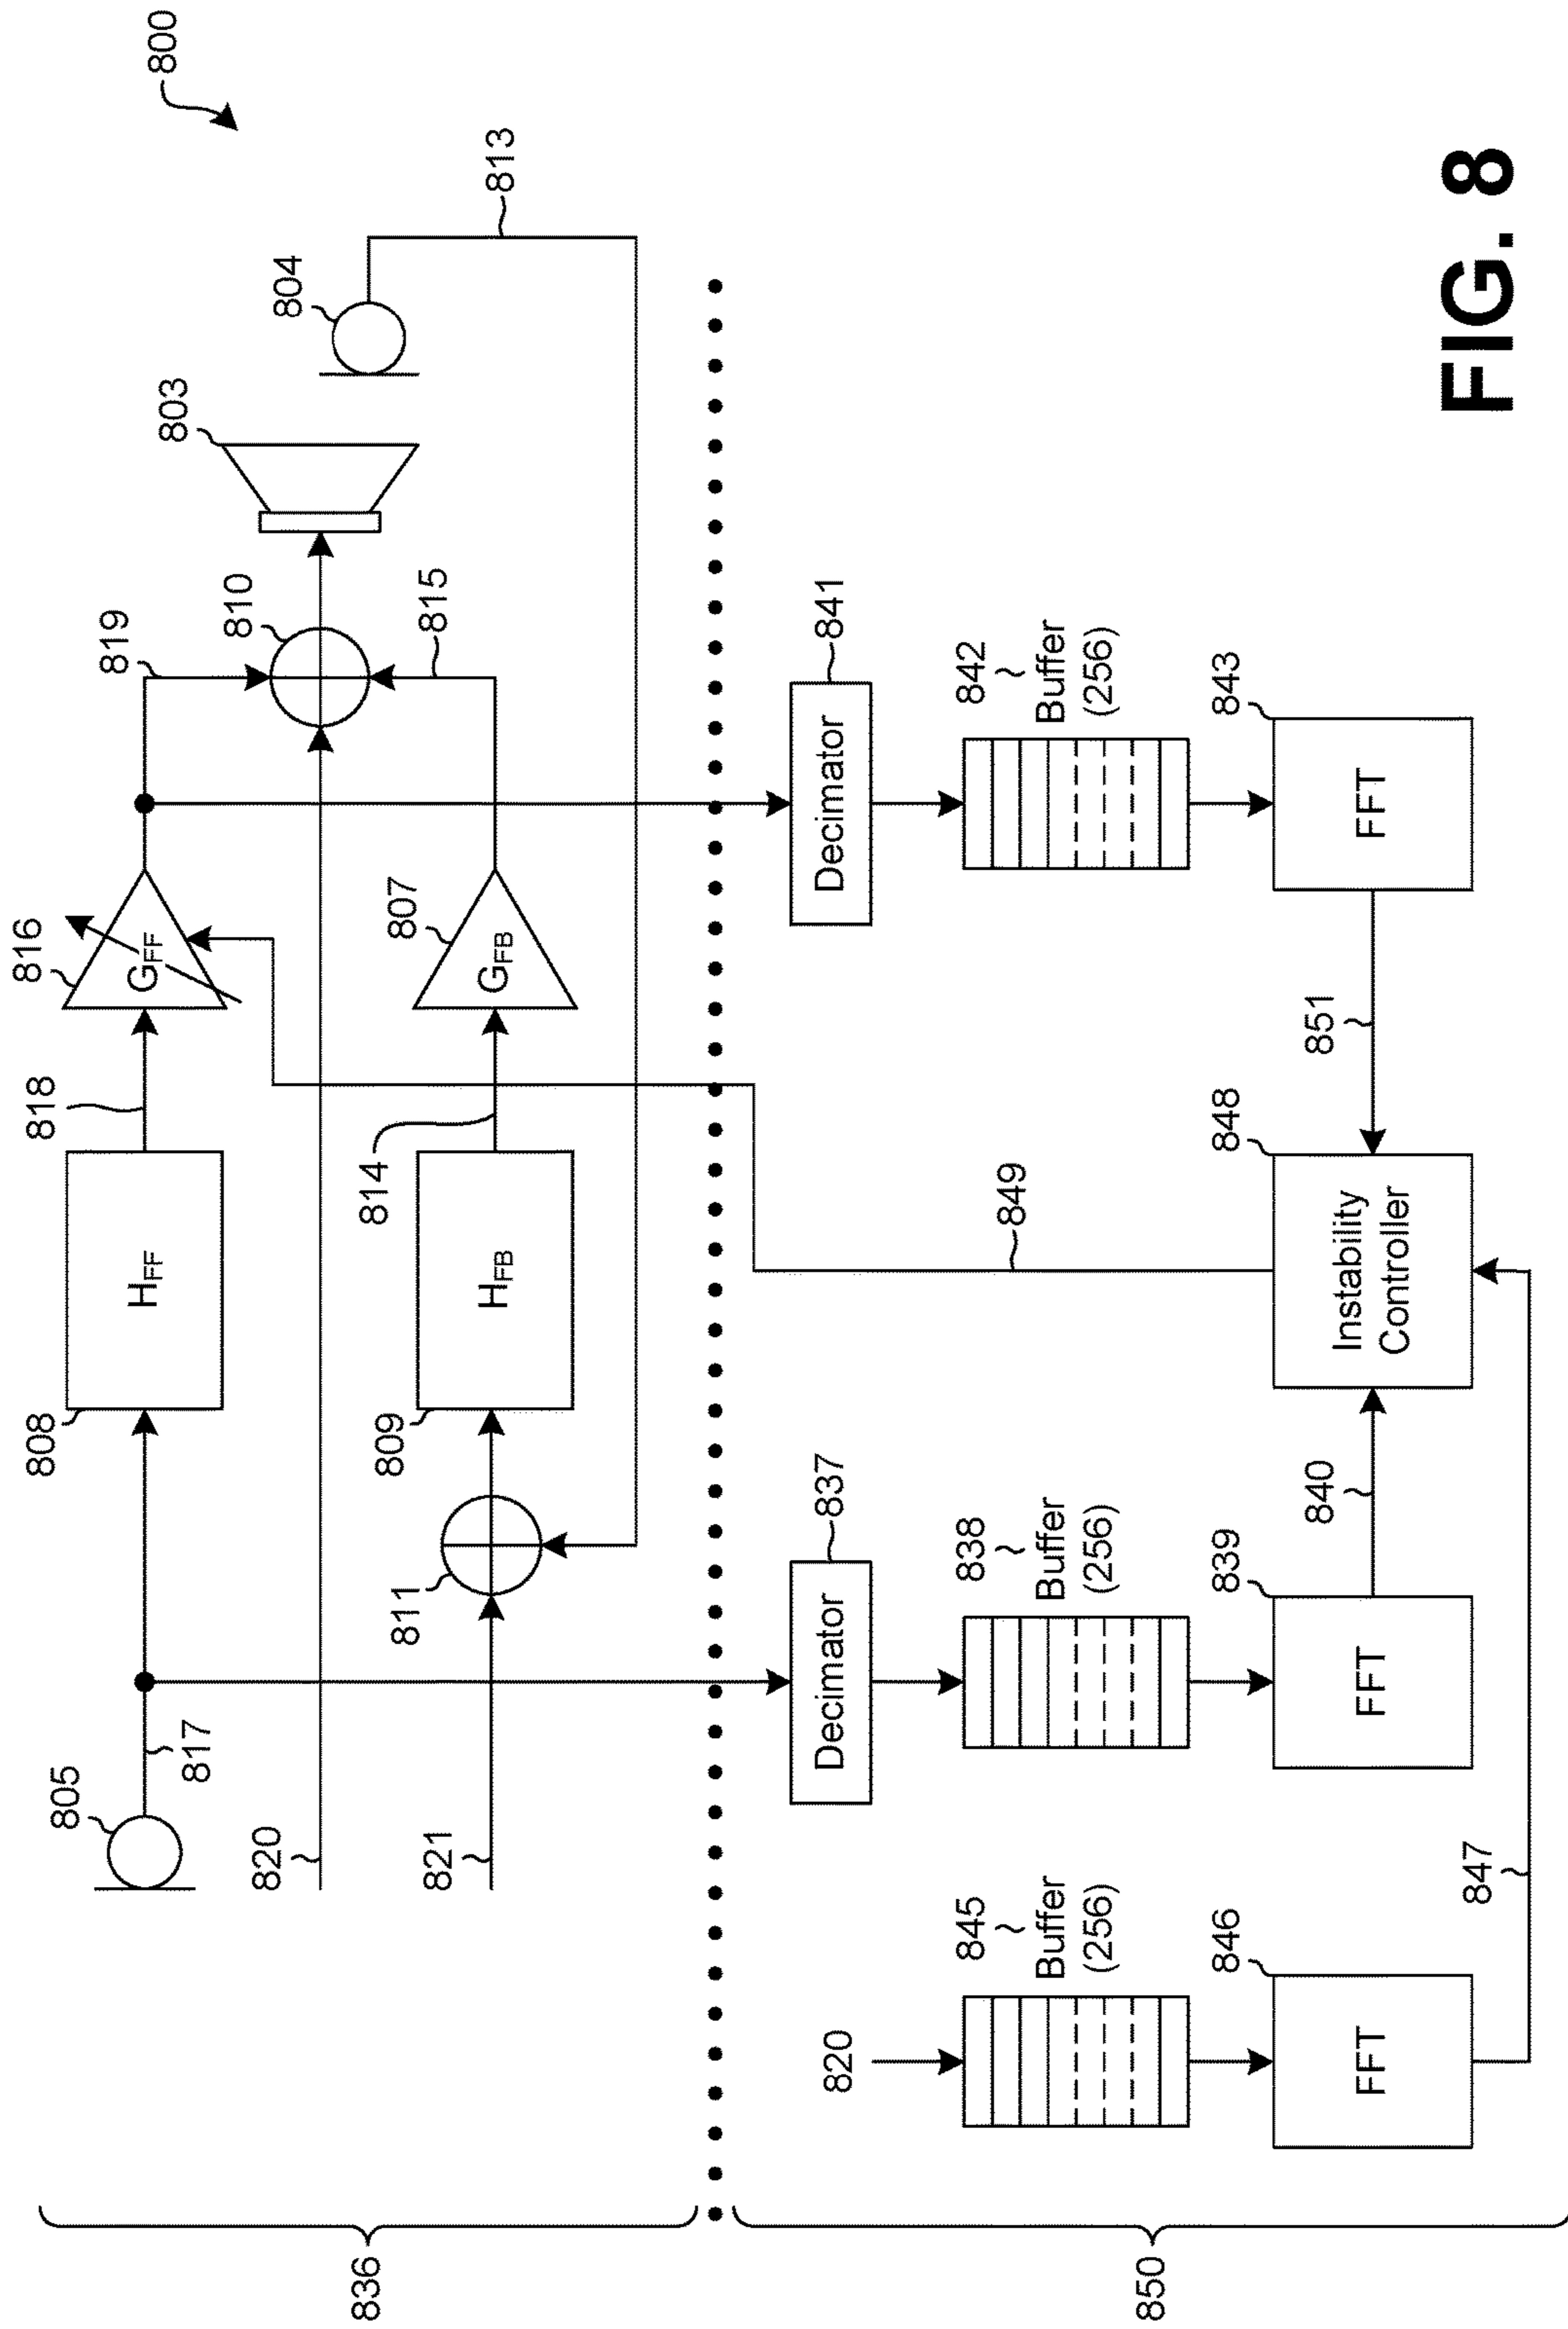 800
805
817
808
HFF
818
816
GFF
819
810
803
804
813
820
821
811
809
HFB
814
807
GFB
815
836
837
Decimator
841
Decimator
820
845
Buffer
(256)
838
Buffer
(256)
842
Buffer
(256)
849
846
FFT
839
FFT
840
848
Instability
Controller
851
843
FFT
847
850
FIG. 8